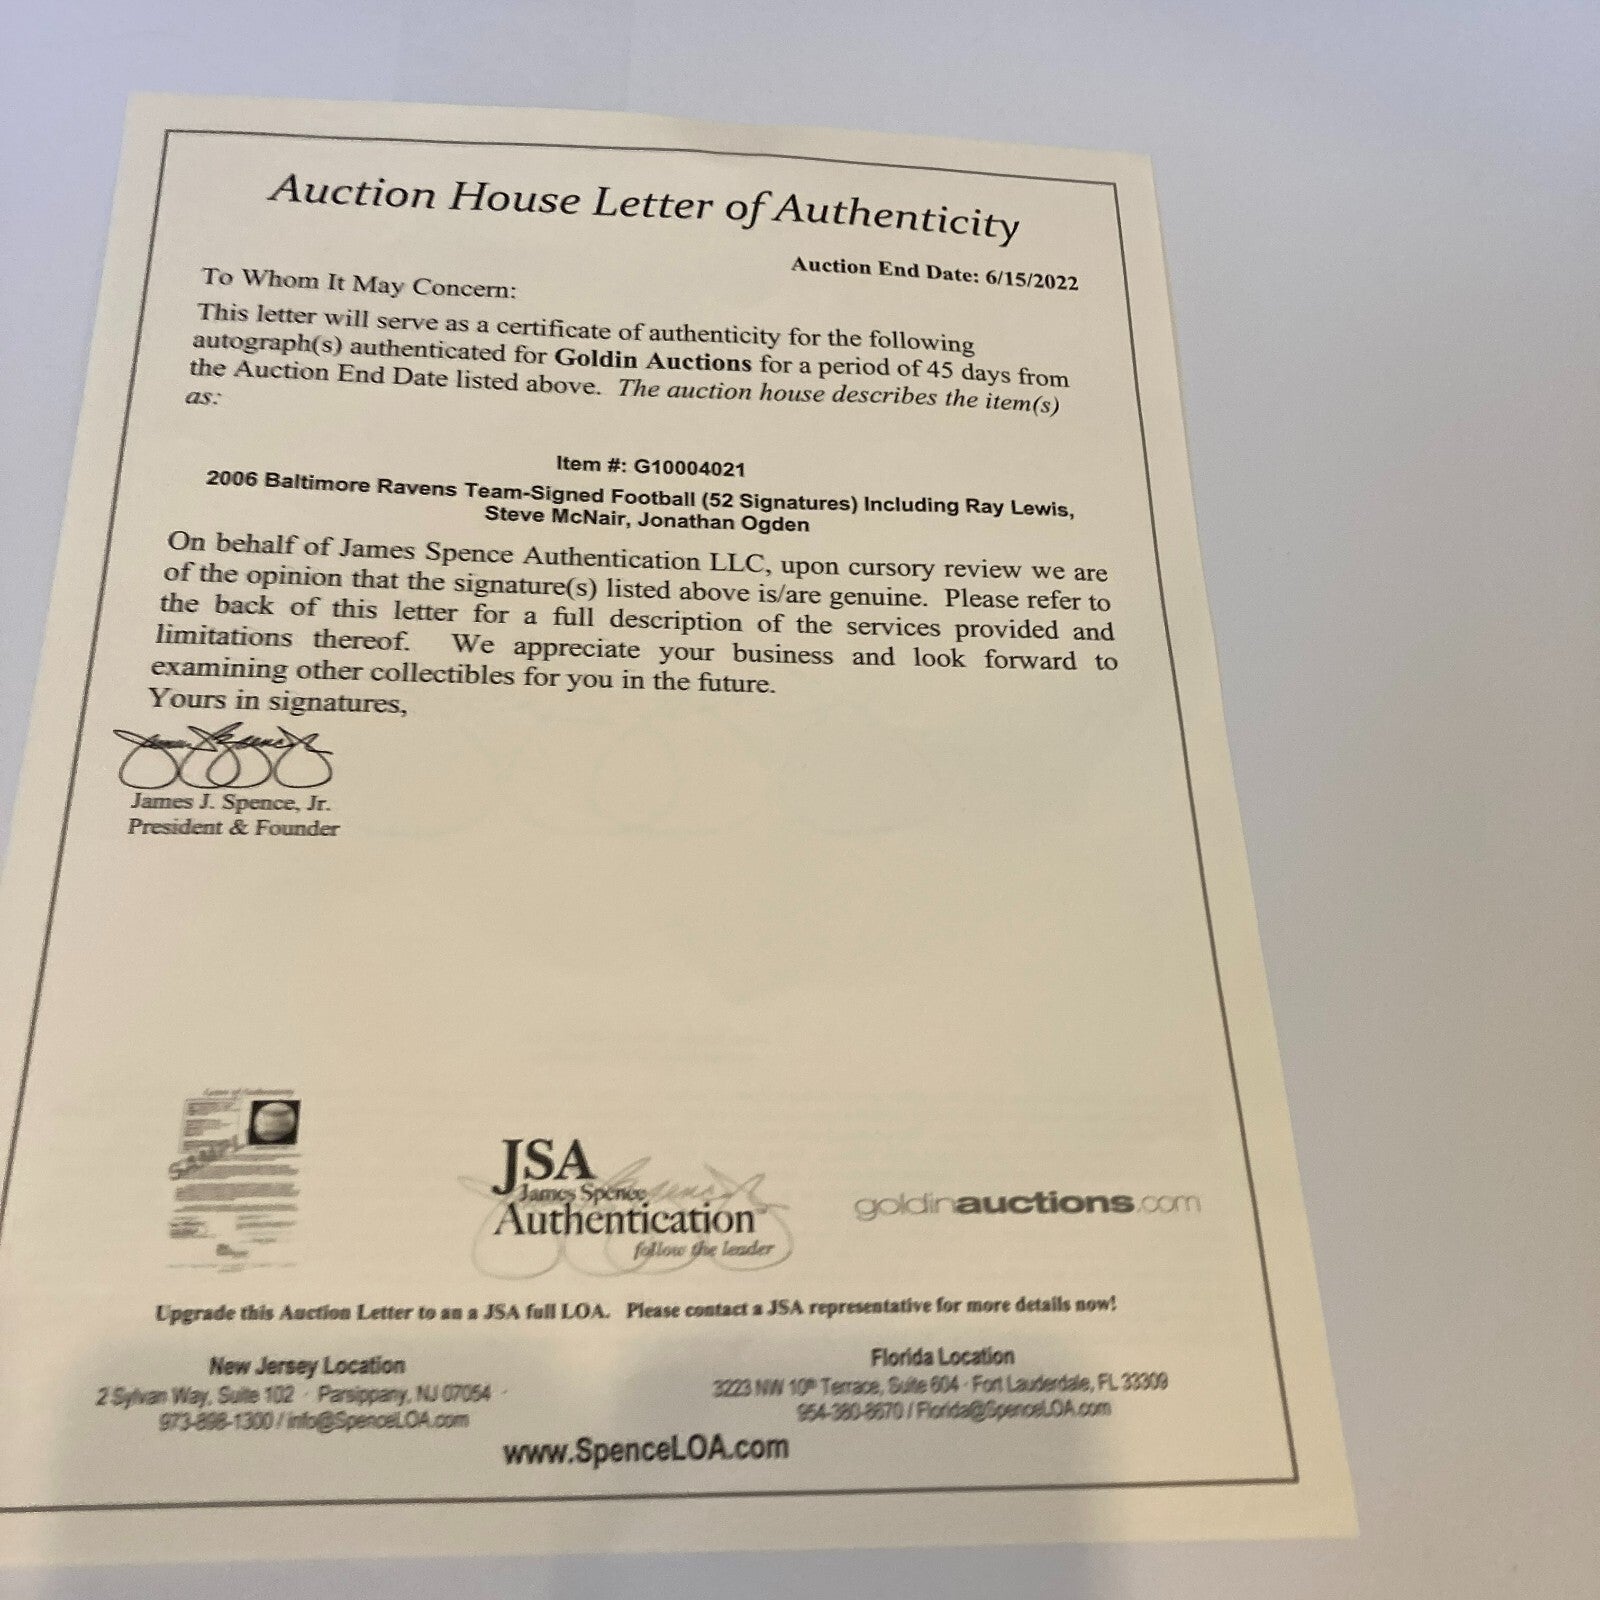 Auction House Letter of Authenticity
Auction End Date: 6/15/2022
To Whom It May Concern:
This letter will serve as a certificate of authenticity for the following
autograph(s) authenticated for Goldin Auctions for a period of 45 days from
the Auction End Date listed above. The auction house describes the item(s)
as:
Item #: G10004021
2006 Baltimore Ravens Team-Signed Football (52 Signatures) Including Ray Lewis,
Steve McNair, Jonathan Ogden
On behalf of James Spence Authentication LLC, upon cursory review we are
of the opinion that the signature(s) listed above is/are genuine. Please refer to
the back of this letter for a full description of the services provided and
limitations thereof. We appreciate your business and look forward to
examining other collectibles for you in the future.
Yours in signatures,
James J. Spence, Jr.
President & Founder
JSA
James Spence
Authentication
follow the leader
goldinauctions.com
Upgrade this Auction Letter to an a JSA full LOA. Please contact a JSA representative for more details now!
New Jersey Location
2 Sylvan Way, Suite 102 · Parsippany, NJ 07054
973-898-1300 / info@SpenceLOA.com
Florida Location
3223 NW 10th Terrace, Suite 604 · Fort Lauderdale, FL 33309
954-380-8670 / Florida@SpenceLOA.com
www.SpenceLOA.com